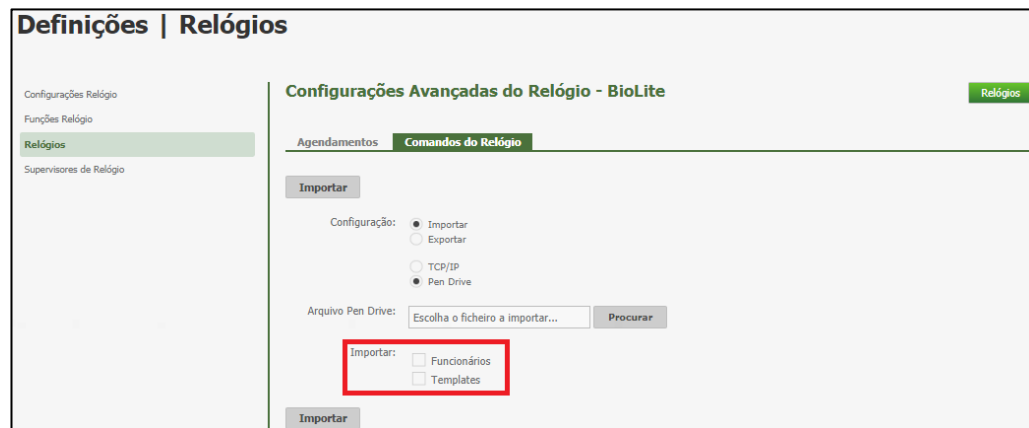 Definições | Relógios
Configurações Relógio
Funções Relógio
Relógios
Supervisores de Relógio
Configurações Avançadas do Relógio - BioLite
Relógios
Agendamentos
Comandos do Relógio
Importar
Configuração:
Importar
Exportar
TCP/IP
Pen Drive
Arquivo Pen Drive:
Escolha o ficheiro a importar...
Procurar
Importar:
Funcionários
Templates
Importar